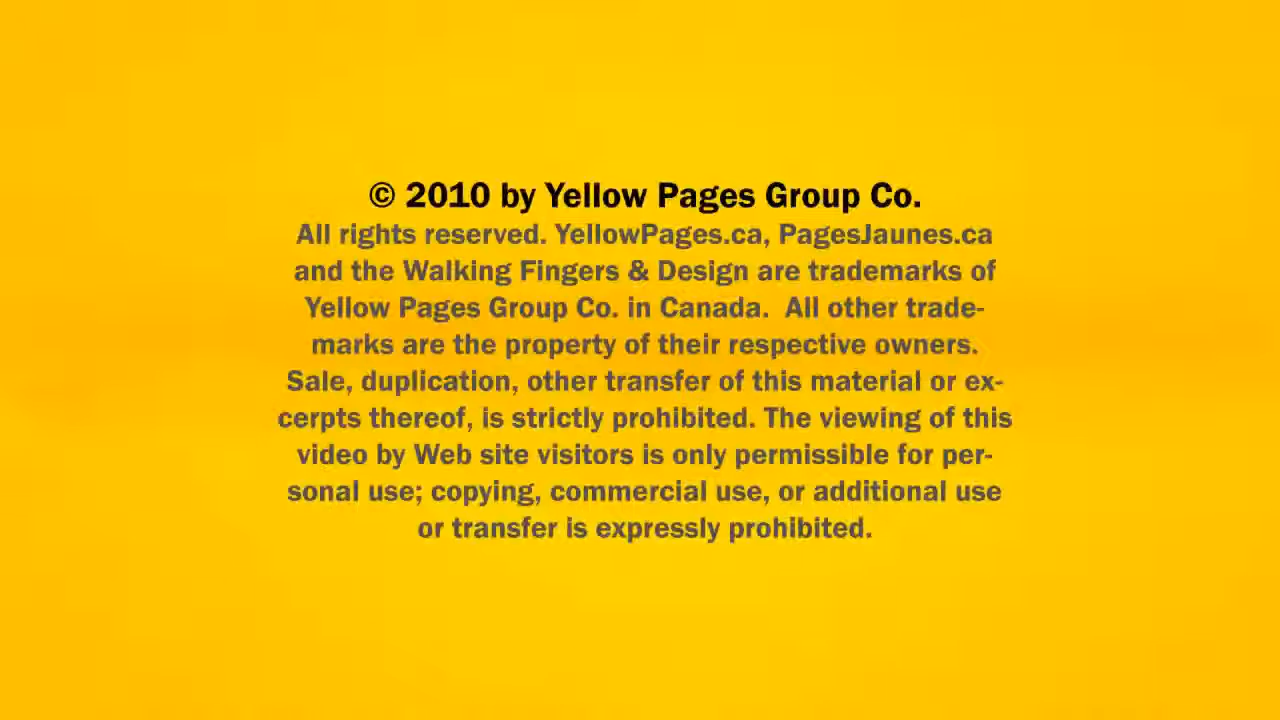 © 2010 by Yellow Pages Group Co.
All rights reserved. YellowPages.ca, PagesJaunes.ca
and the Walking Fingers & Design are trademarks of
Yellow Pages Group Co. in Canada.  All other trade-
marks are the property of their respective owners.
Sale, duplication, other transfer of this material or ex-
cerpts thereof, is strictly prohibited. The viewing of this
video by Web site visitors is only permissible for per-
sonal use; copying, commercial use, or additional use
or transfer is expressly prohibited.